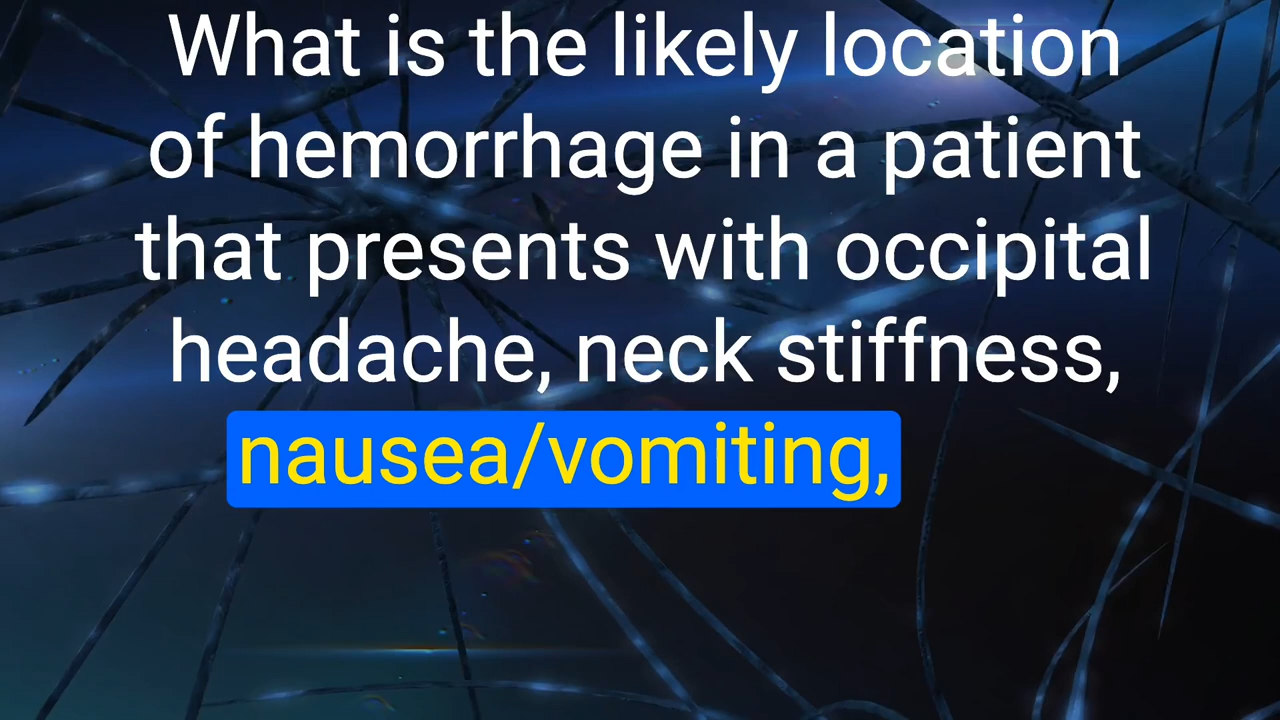 What is the likely location
of hemorrhage in a patient
that presents with occipital
headache, neck stiffness,
nausea/vomiting,